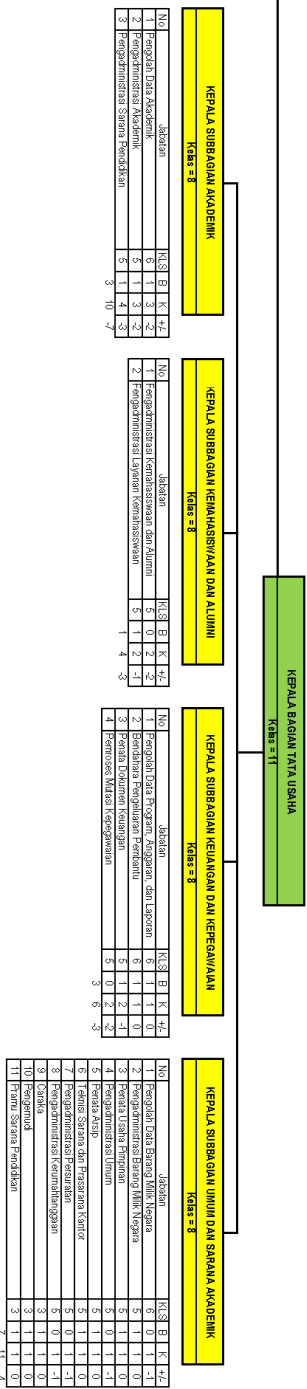 KEPALA BAGIAN TATA USAHA
Kelas = 11
KEPALA SUBBAGIAN AKADEMIK
Kelas = 8
No Jabatan KLS B K +/-
1 Pengolah Data Akademik 6 1 3 -2
2 Pengadministrasi Akademik 5 1 3 -2
3 Pengadministrasi Sarana Pendidikan 5 1 4 -3
3 10 -7
KEPALA SUBBAGIAN KEMAHASISWAAN DAN ALUMNI
Kelas = 8
No Jabatan KLS B K +/-
1 Pengadministrasi Kemahasiswaan dan Alumni 5 0 2 -2
2 Pengadministrasi Layanan Kemahasiswaan 5 1 2 -1
1 4 -3
KEPALA SUBBAGIAN KEUANGAN DAN KEPEGAWAIAN
Kelas = 8
No Jabatan KLS B K +/-
1 Pengolah Data Program, Anggaran, dan Laporan 6 1 1 0
2 Bendahara Pengeluaran Pembantu 6 1 1 0
3 Penata Dokumen Keuangan 5 1 2 -1
4 Pemroses Mutasi Kepegawaian 5 0 2 -2
3 6 -3
KEPALA SUBBAGIAN UMUM DAN SARANA AKADEMIK
Kelas = 8
No Jabatan KLS B K +/-
1 Pengolah Data Barang Milik Negara 6 0 1 -1
2 Pengadministrasi Barang Milik Negara 5 1 1 0
3 Penata Usaha Pimpinan 5 1 1 0
4 Pengadministrasi Umum 5 0 1 -1
5 Penata Arsip 5 1 1 0
6 Teknisi Sarana dan Prasarana Kantor 5 1 1 0
7 Pengadministrasi Persuratan 5 0 1 -1
8 Pengadministrasi Kerumahtanggaan 5 0 1 -1
9 Caraka 3 1 1 0
10 Pengemudi 3 1 1 0
11 Pramu Sarana Pendidikan 3 1 1 0
7 11 -4